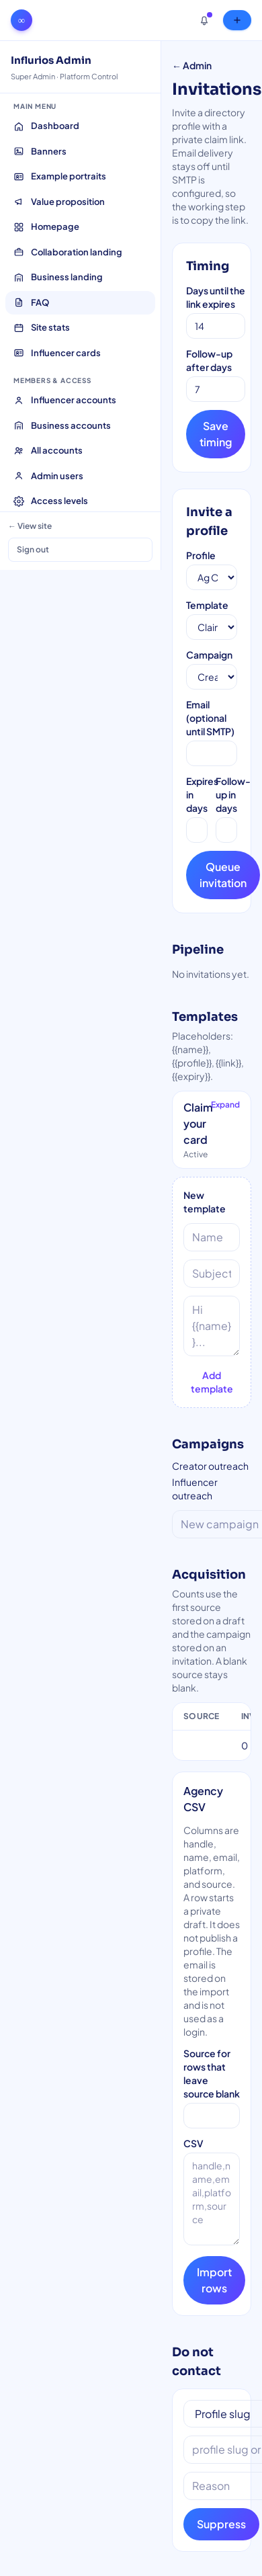 Influrios Admin
Super Admin · Platform Control
MAIN MENU
Dashboard
Banners
Example portraits
Value proposition
Homepage
Collaboration landing
Business landing
FAQ
Site stats
Influencer cards
MEMBERS & ACCESS
Influencer accounts
Business accounts
All accounts
Admin users
Access levels
← View site
Sign out
← Admin
Invitations
Invite a directory
profile with a
private claim link.
Email delivery
stays off until
SMTP is
configured, so
the working step
is to copy the link.
Timing
Days until the
link expires
14
Follow-up
after days
7
Save
timing
Invite a
profile
Profile
Ag C
Template
Clair
Campaign
Crea
Email
(optional
until SMTP)
Expires
in
days
Follow-
up in
days
Queue
invitation
Pipeline
No invitations yet.
Templates
Placeholders:
{{name}},
{{profile}}, {{link}},
{{expiry}}.
Claim
your
card
Expand
Active
New
template
Name
Subject
Hi
{{name}
}...
Add
template
Campaigns
Creator outreach
Influencer
outreach
New campaign
Acquisition
Counts use the
first source
stored on a draft
and the campaign
stored on an
invitation. A blank
source stays
blank.
SOURCE
INV
0
Agency
CSV
Columns are
handle,
name, email,
platform,
and source.
A row starts
a private
draft. It does
not publish a
profile. The
email is
stored on
the import
and is not
used as a
login.
Source for
rows that
leave
source blank
CSV
handle,n
ame,em
ail,platfo
rm,sour
ce
Import
rows
Do not
contact
Profile slug
profile slug or
Reason
Suppress